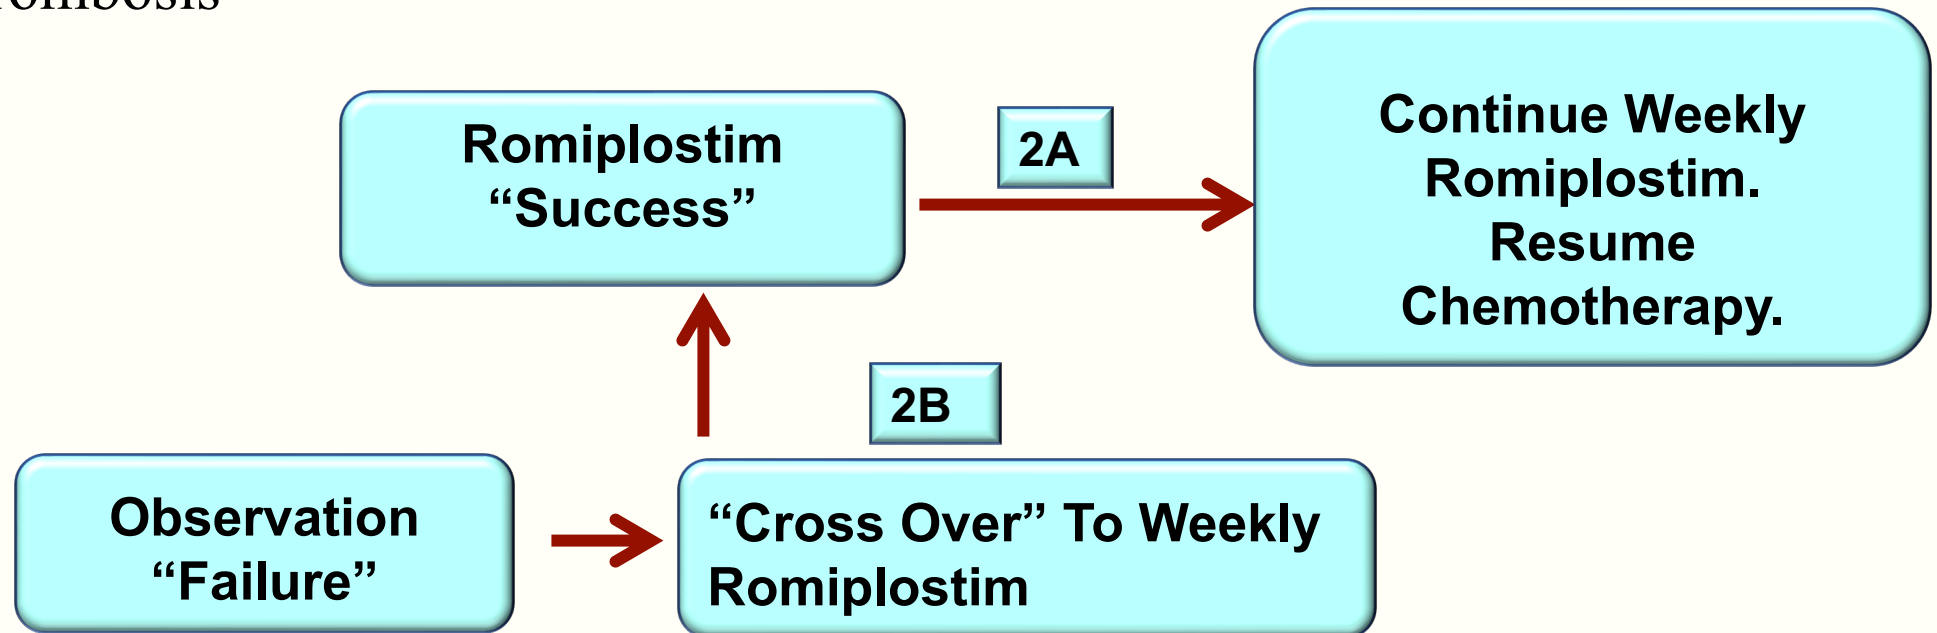 Romiplostim
“Success”
2A
Continue Weekly
Romiplostim.
Resume
Chemotherapy.
2B
Observation
“Failure”
“Cross Over” To Weekly
Romiplostim